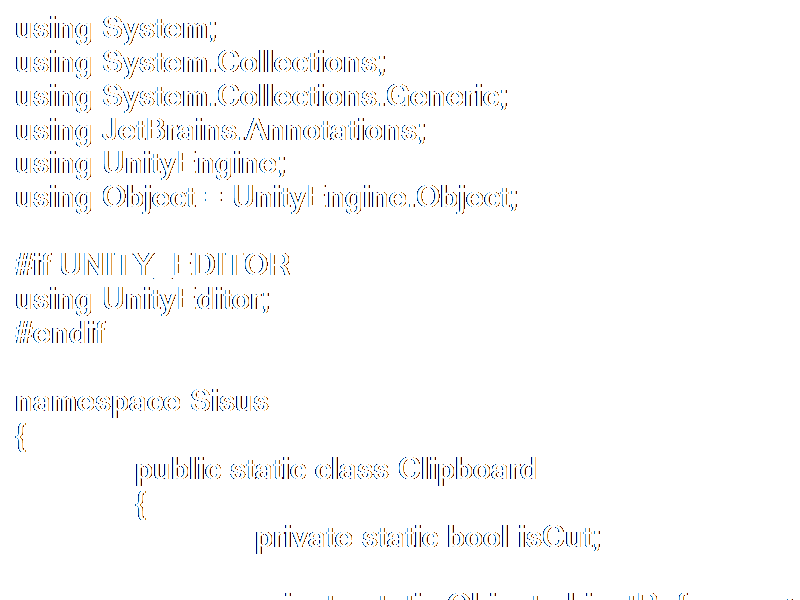 using System;
using System.Collections;
using System.Collections.Generic;
using JetBrains.Annotations;
using UnityEngine;
using Object = UnityEngine.Object;
#if UNITY_EDITOR
using UnityEditor;
#endif
namespace Sisus
{
public static class Clipboard
{
private static bool isCut;